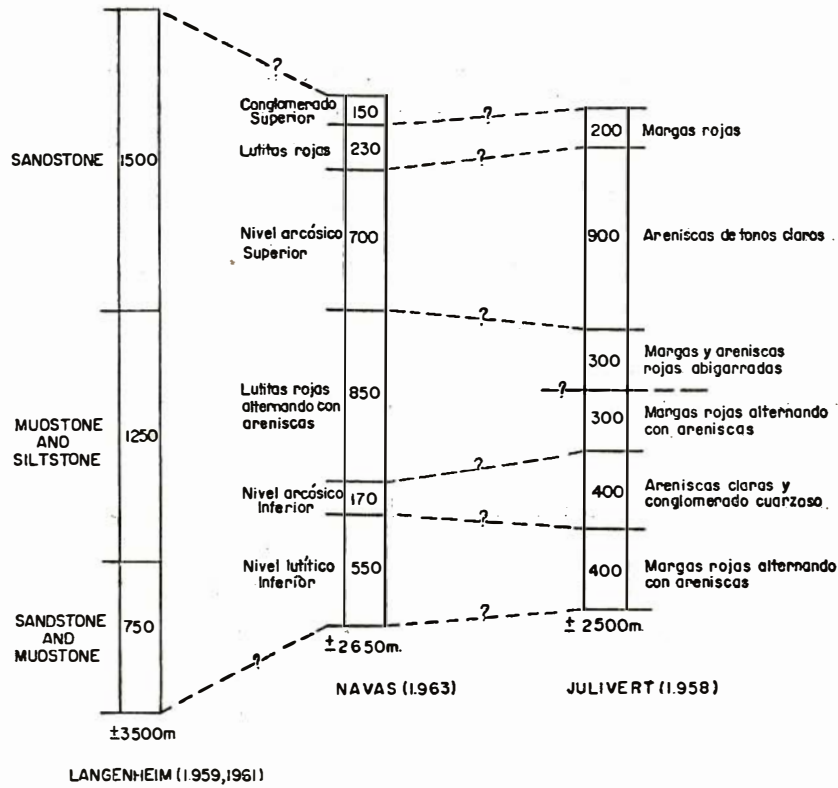 SANDSTONE
1500
MUDSTONE
AND
SILTSTONE
1250
SANDSTONE
AND
MUDSTONE
750
±3500m
LANGENHEIM (1.959,1961)
?
?
Conglomerado
Superior
150
Lutitas rojas
230
Nivel arcósico
Superior
700
Lutitas rojas
alternando con
areniscas
850
Nivel arcósico
Inferior
170
Nivel lutítico
Inferior
550
±2650m.
NAVAS (1.963)
?
?
?
?
?
?
?
200
Margas rojas
900
Areniscas de tonos claros
300
Margas y areniscas
rojas abigarradas
300
Margas rojas alternando
con areniscas
400
Areniscas claras y
conglomerado cuarzoso
400
Margas rojas alternando
con areniscas
± 2500m.
JULIVERT (1.958)